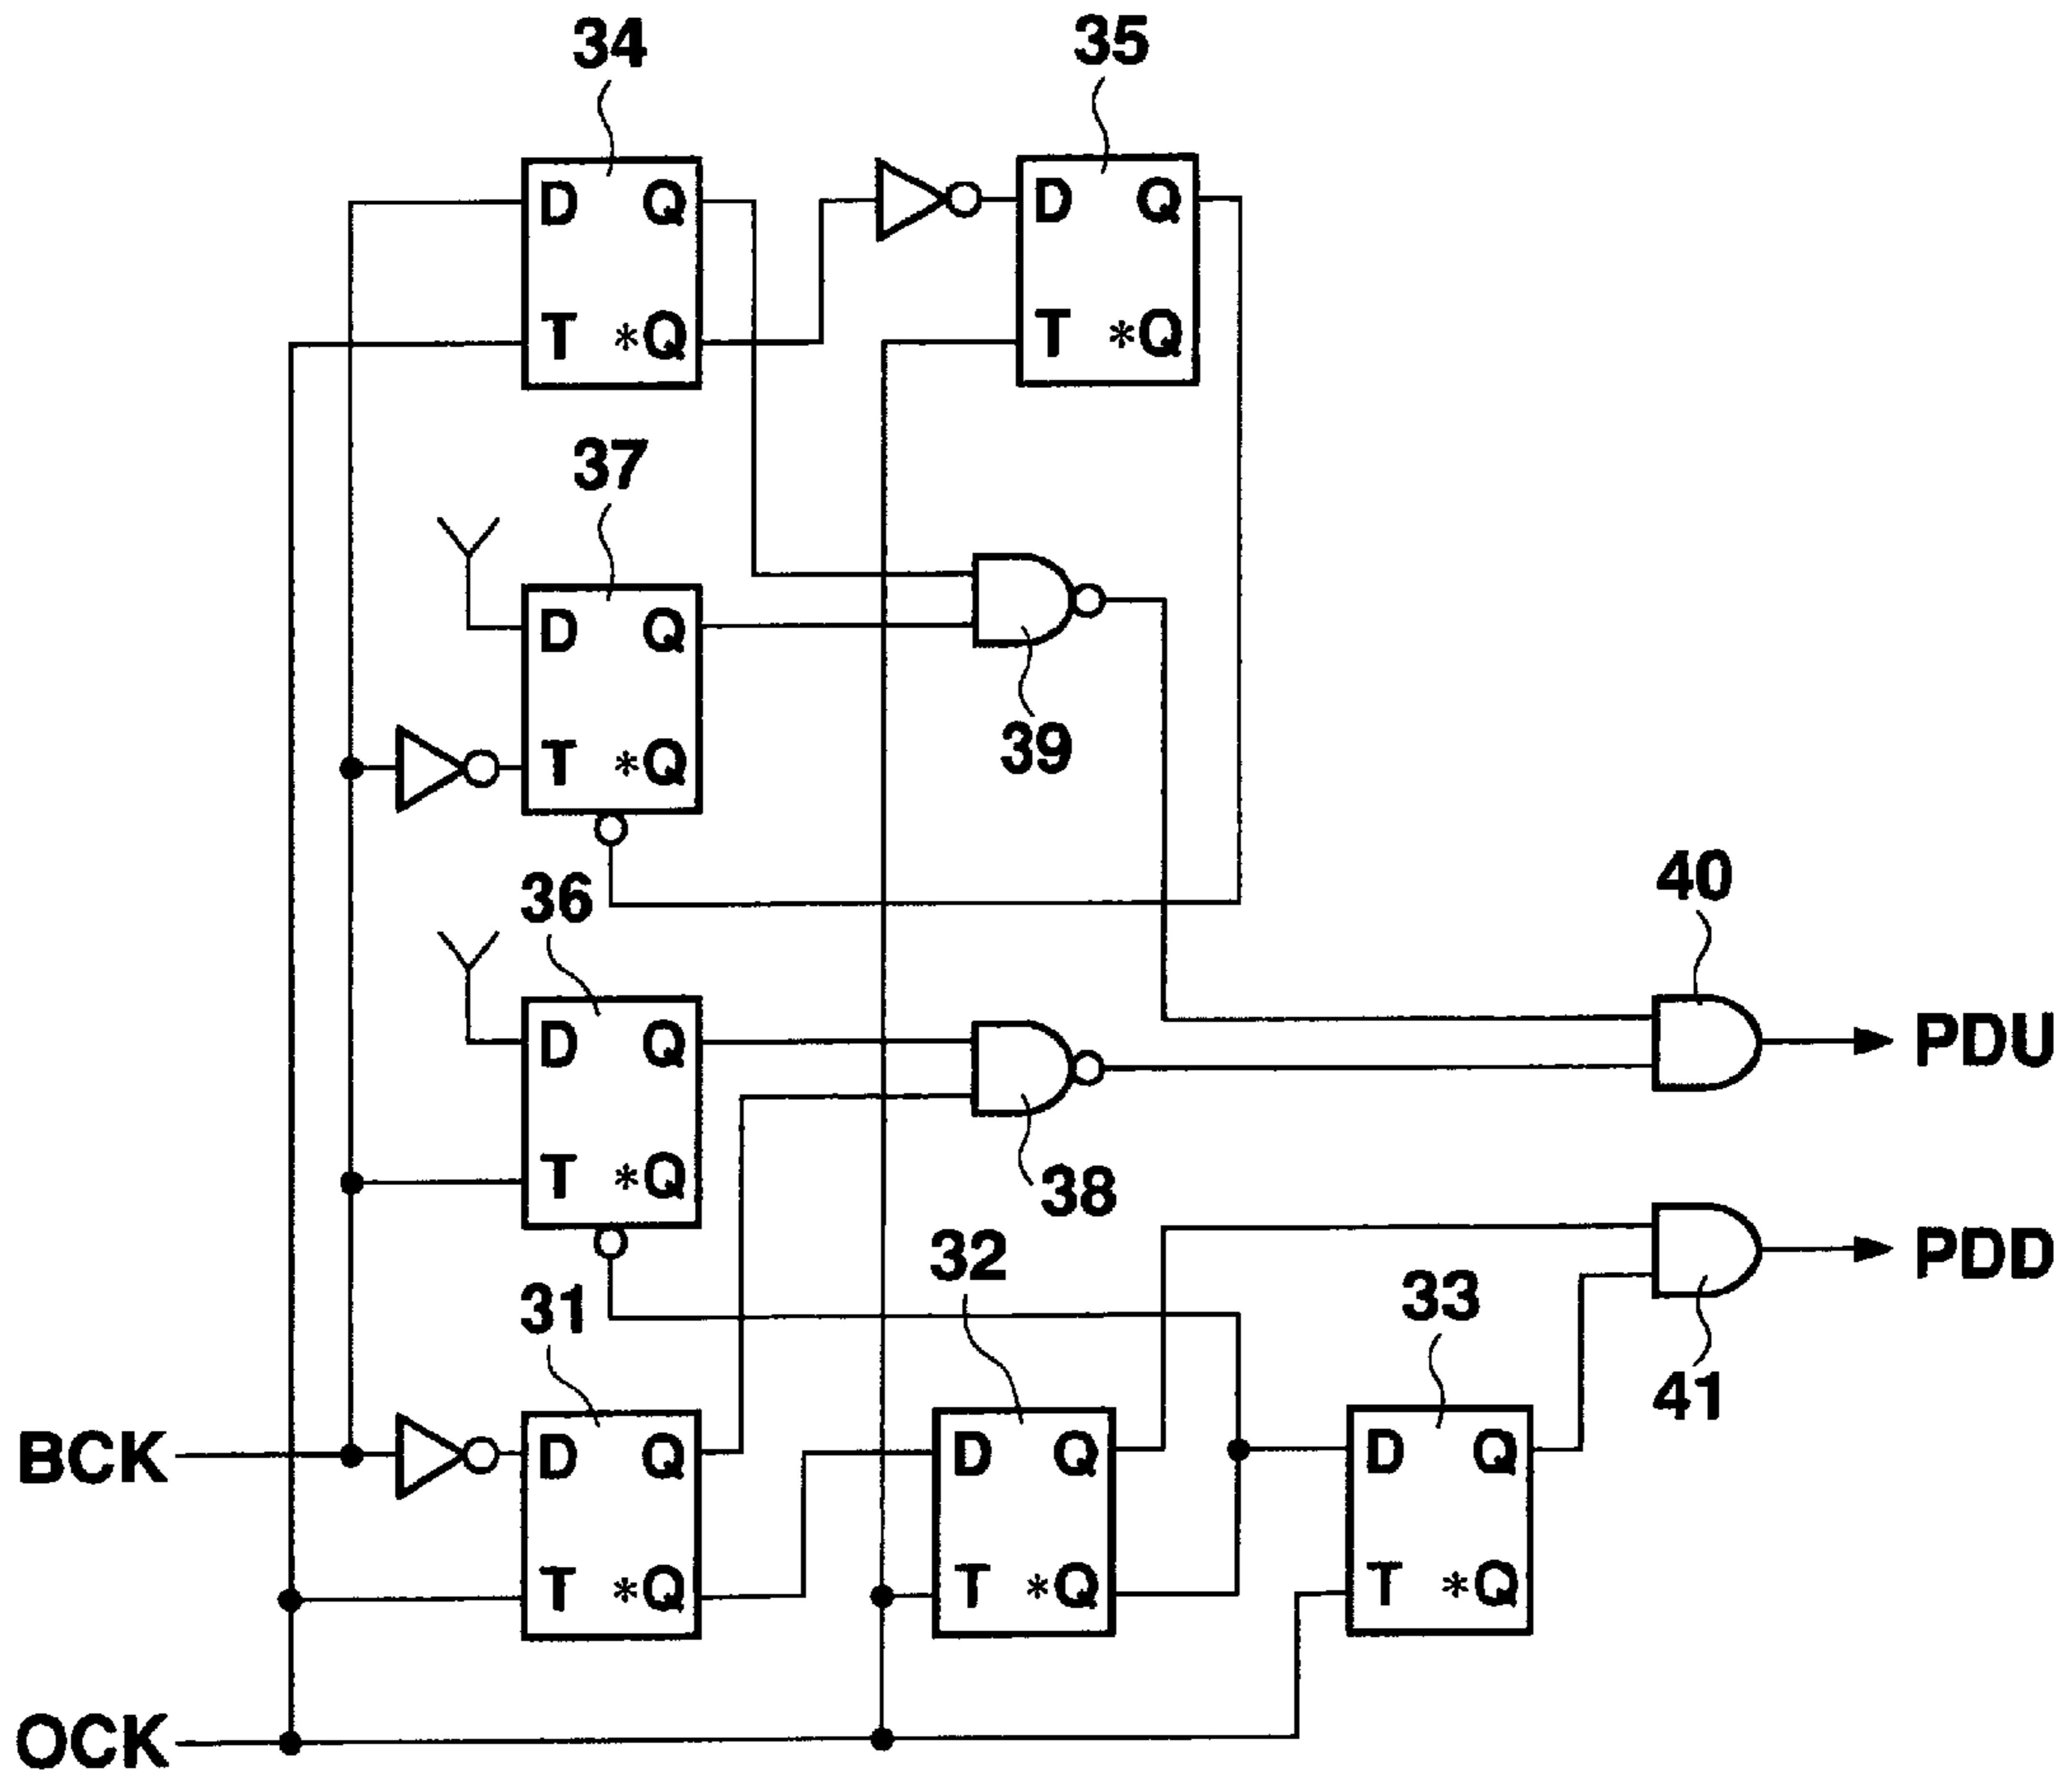 34
35
D Q
T *Q
D Q
T *Q
37
D Q
T *Q
39
36
40
D Q
T *Q
PDU
38
32
31
33
PDD
41
BCK
D Q
T *Q
D Q
T *Q
D Q
T *Q
OCK